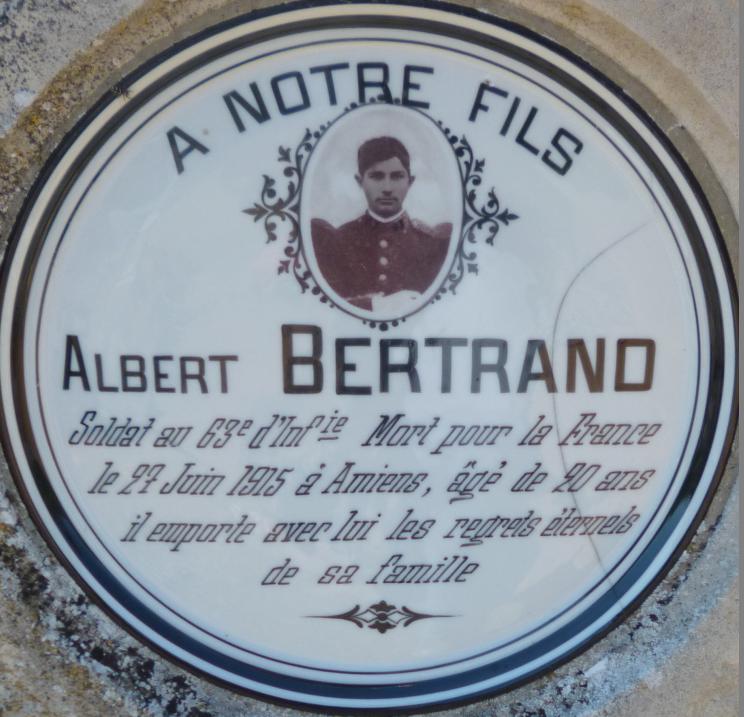 A NOTRE FILS
ALBERT BERTRAND
Soldat au 63e d'Infie Mort pour la France
le 27 Juin 1915 à Amiens, âgé de 20 ans
il emporte avec lui les regrets éternels
de sa famille